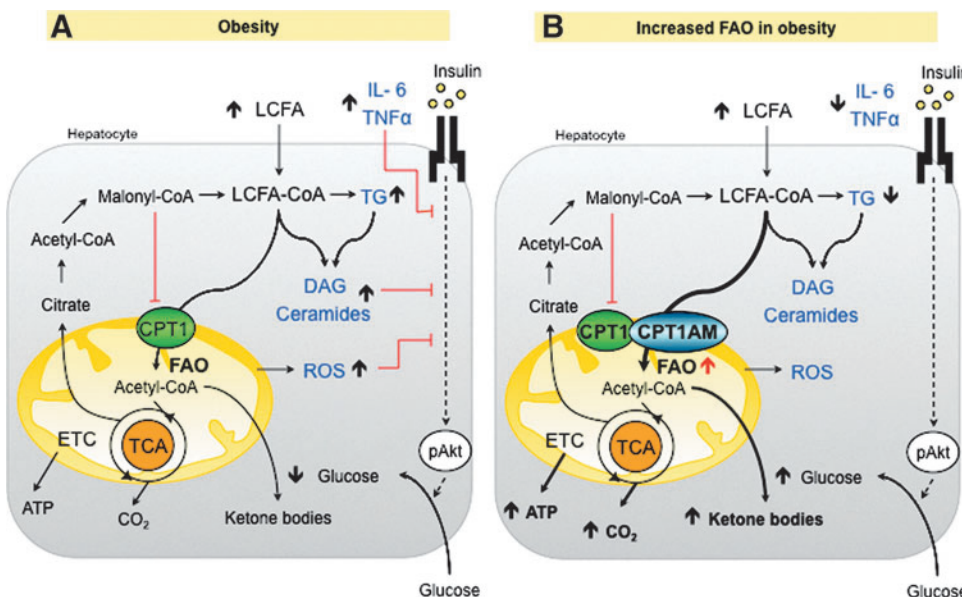 A
Obesity
Insulin
IL- 6
TNFα
LCFA
Hepatocyte
Malonyl-CoA
LCFA-CoA
TG
Acetyl-CoA
DAG
Ceramides
Citrate
CPT1
FAO
ROS
Acetyl-CoA
ETC
TCA
pAkt
Glucose
ATP
CO₂
Ketone bodies
Glucose
B
Increased FAO in obesity
Insulin
IL- 6
TNFα
LCFA
Hepatocyte
Malonyl-CoA
LCFA-CoA
TG
Acetyl-CoA
DAG
Ceramides
Citrate
CPT1
CPT1AM
FAO
ROS
Acetyl-CoA
ETC
TCA
pAkt
Glucose
ATP
CO₂
Ketone bodies
Glucose